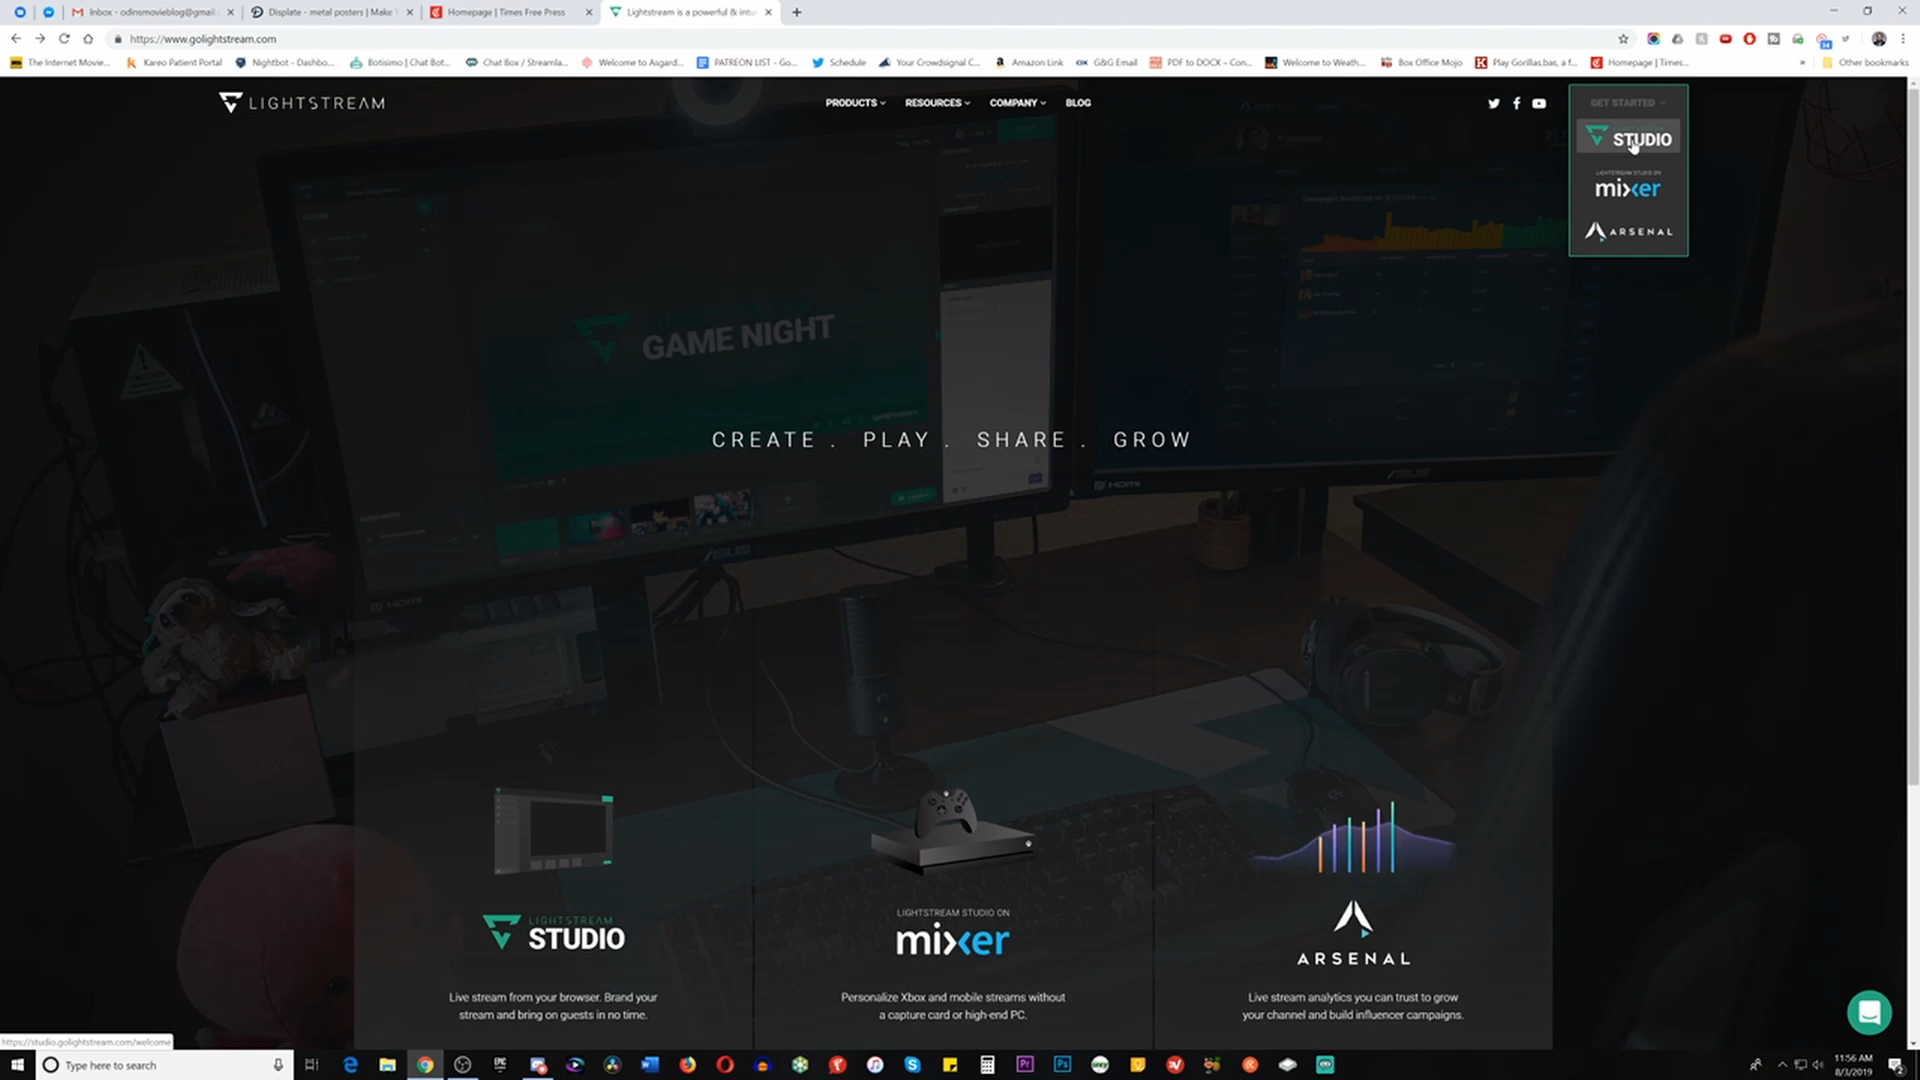 Inbox - odinsmovieblog@gmail.
Displate - metal posters | Make Y
Homepage | Times Free Press
Lightstream is a powerful & intu
https://www.golightstream.com
The Internet Movie...
Kareo Patient Portal
Nightbot - Dashbo...
Botisimo | Chat Bot...
Chat Box / Streamla...
Welcome to Asgard...
PATREON LIST - Go...
Schedule
Your Crowdsignal C...
Amazon Link
G&G Email
PDF to DOCX – Con...
Welcome to Weath...
Box Office Mojo
Play Gorillas.bas, a f...
Homepage | Times...
»
Other bookmarks
LIGHTSTREAM
PRODUCTS
RESOURCES
COMPANY
BLOG
GET STARTED
STUDIO
LIGHTSTREAM STUDIO ON
mixer
ARSENAL
GAME NIGHT
CREATE . PLAY . SHARE . GROW
ASUS
HDMI
ASUS
HDMI
LIGHTSTREAM
STUDIO
Live stream from your browser. Brand your
stream and bring on guests in no time.
LIGHTSTREAM STUDIO ON
mixer
Personalize Xbox and mobile streams without
a capture card or high-end PC.
ARSENAL
Live stream analytics you can trust to grow
your channel and build influencer campaigns.
https://studio.golightstream.com/welcome
Type here to search
11:56 AM
8/3/2019